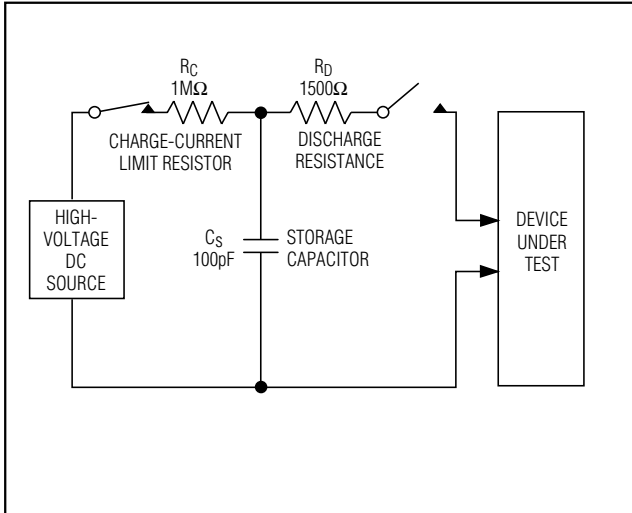 RC
1MΩ
CHARGE-CURRENT
LIMIT RESISTOR
RD
1500Ω
DISCHARGE
RESISTANCE
HIGH-
VOLTAGE
DC
SOURCE
CS
100pF
STORAGE
CAPACITOR
DEVICE
UNDER
TEST